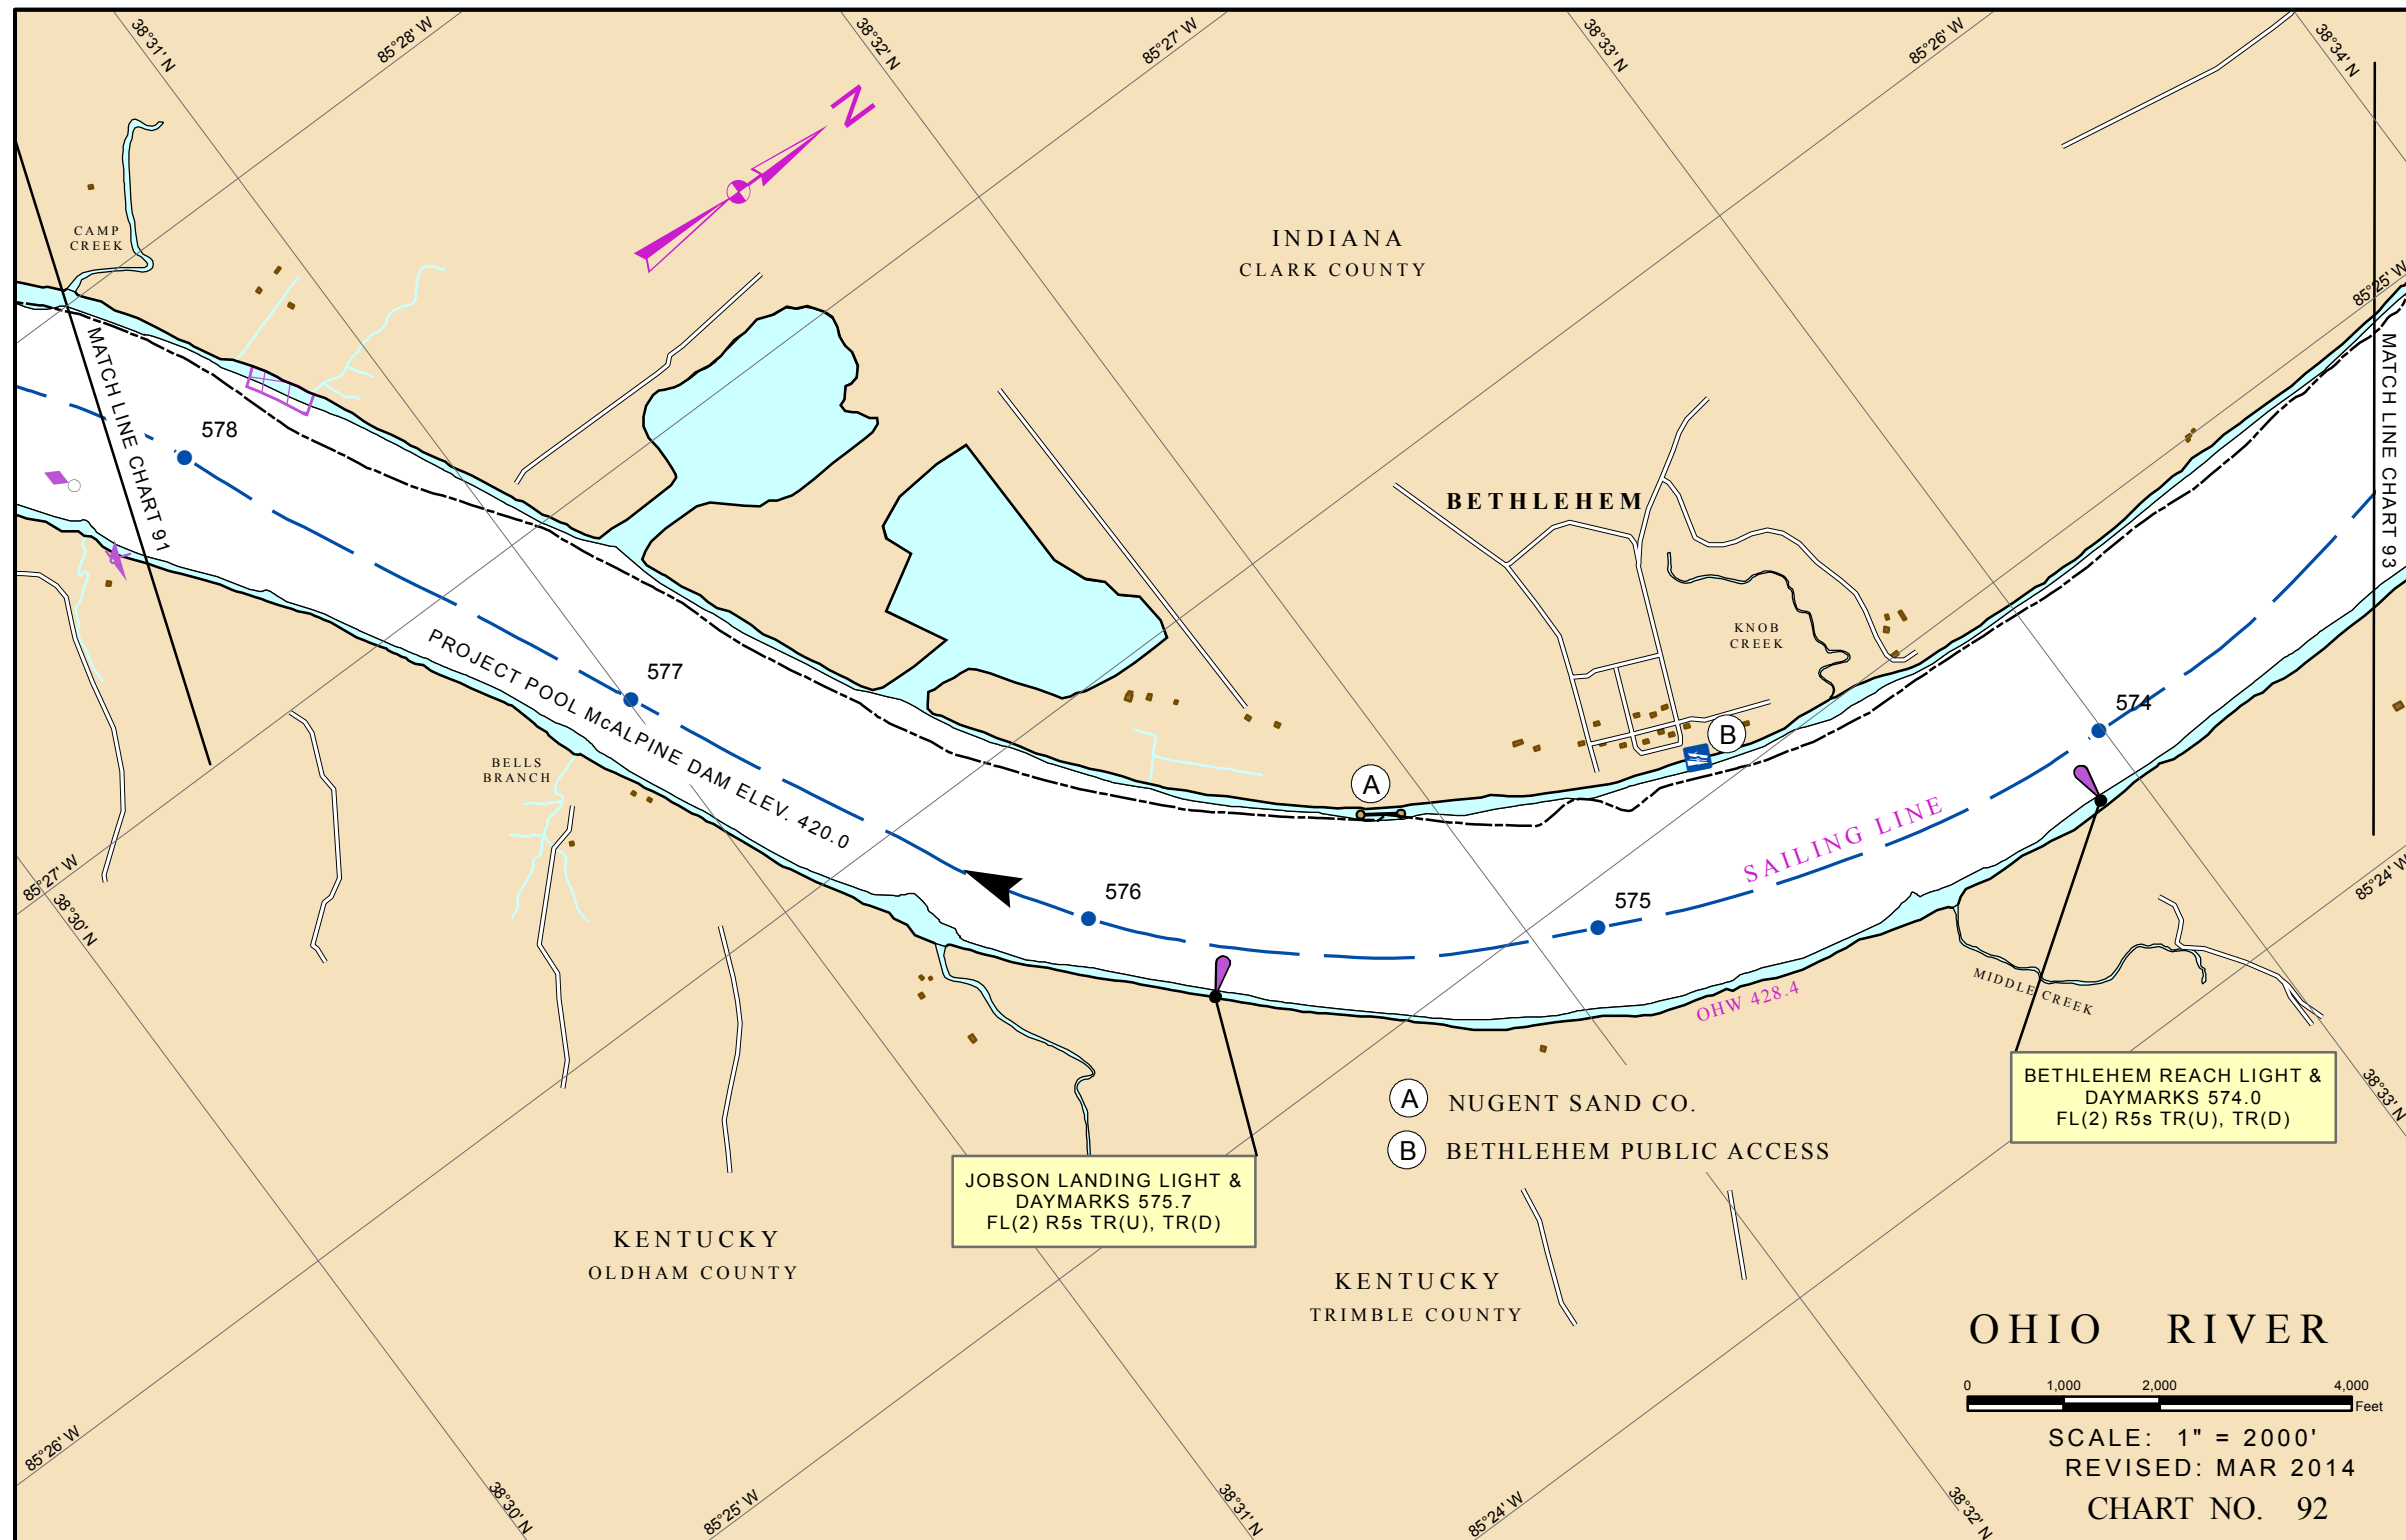 38°31' N
85°28' W
38°32' N
85°27' W
38°33' N
85°26' W
38°34' N
N
CAMP
CREEK
INDIANA
CLARK COUNTY
85°25' W
MATCH LINE CHART 91
MATCH LINE CHART 93
578
BETHLEHEM
KNOB
CREEK
577
PROJECT POOL McALPINE DAM ELEV. 420.0
574
B
BELLS
BRANCH
A
SAILING LINE
576
575
85°27' W
38°30' N
85°24' W
MIDDLE CREEK
OHW 428.4
BETHLEHEM REACH LIGHT &
DAYMARKS 574.0
FL(2) R5s TR(U), TR(D)
38°33' N
A NUGENT SAND CO.
B BETHLEHEM PUBLIC ACCESS
JOBSON LANDING LIGHT &
DAYMARKS 575.7
FL(2) R5s TR(U), TR(D)
KENTUCKY
OLDHAM COUNTY
KENTUCKY
TRIMBLE COUNTY
OHIO RIVER
0 1,000 2,000 4,000
Feet
SCALE: 1" = 2000'
REVISED: MAR 2014
CHART NO. 92
85°26' W
38°30' N
85°25' W
38°31' N
85°24' W
38°32' N